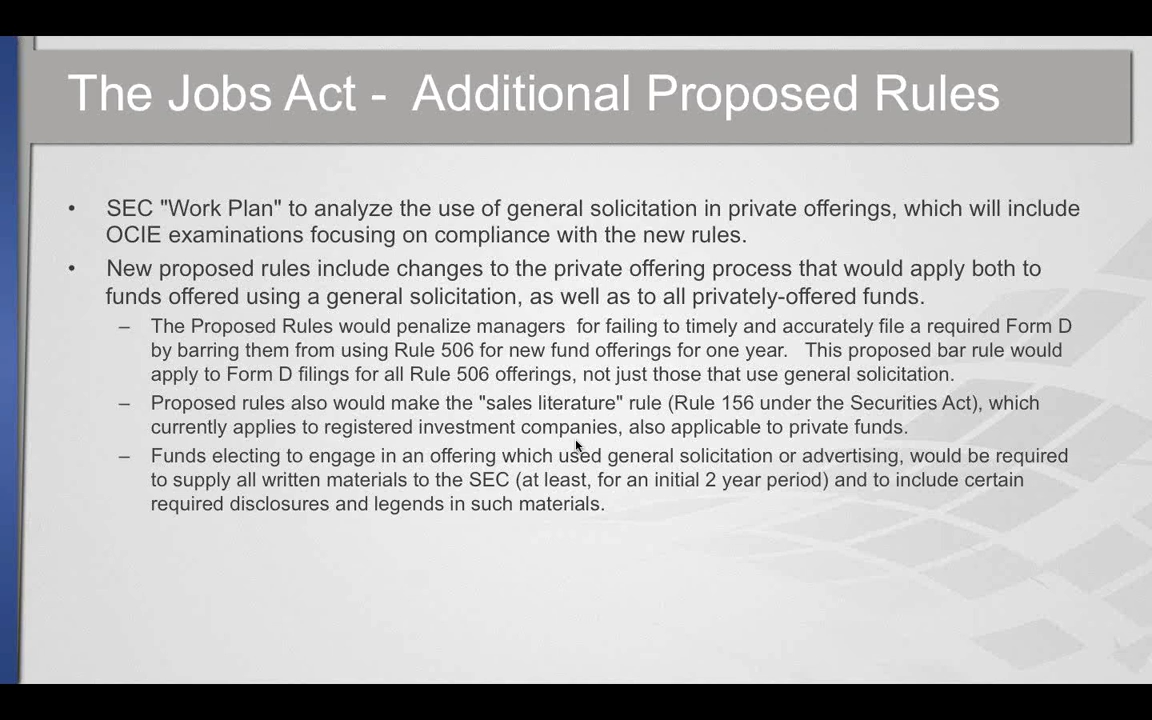 The Jobs Act -  Additional Proposed Rules
• SEC "Work Plan" to analyze the use of general solicitation in private offerings, which will include
OCIE examinations focusing on compliance with the new rules.
• New proposed rules include changes to the private offering process that would apply both to
funds offered using a general solicitation, as well as to all privately-offered funds.
– The Proposed Rules would penalize managers  for failing to timely and accurately file a required Form D
by barring them from using Rule 506 for new fund offerings for one year.   This proposed bar rule would
apply to Form D filings for all Rule 506 offerings, not just those that use general solicitation.
– Proposed rules also would make the "sales literature" rule (Rule 156 under the Securities Act), which
currently applies to registered investment companies, also applicable to private funds.
– Funds electing to engage in an offering which used general solicitation or advertising, would be required
to supply all written materials to the SEC (at least, for an initial 2 year period) and to include certain
required disclosures and legends in such materials.